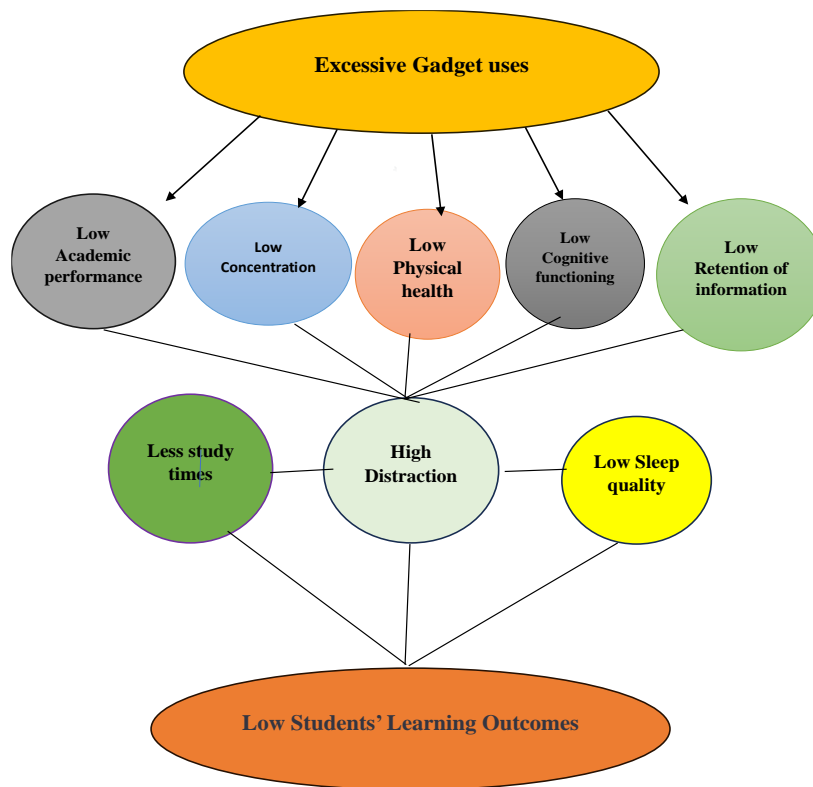 Excessive Gadget uses
Low
Academic
performance
Low
Concentration
Low
Physical
health
Low
Cognitive
functioning
Low
Retention of
information
Less study
times
High
Distraction
Low Sleep
quality
Low Students’ Learning Outcomes